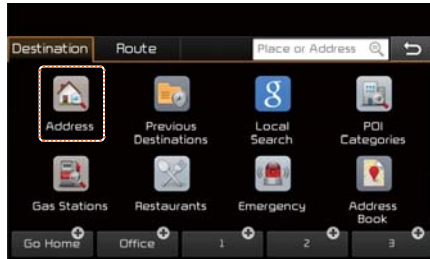 Destination Route Place or Address
Address Previous Destinations Local Search POI Categories
Gas Stations Restaurants Emergency Address Book
Go Home Office 1 2 3